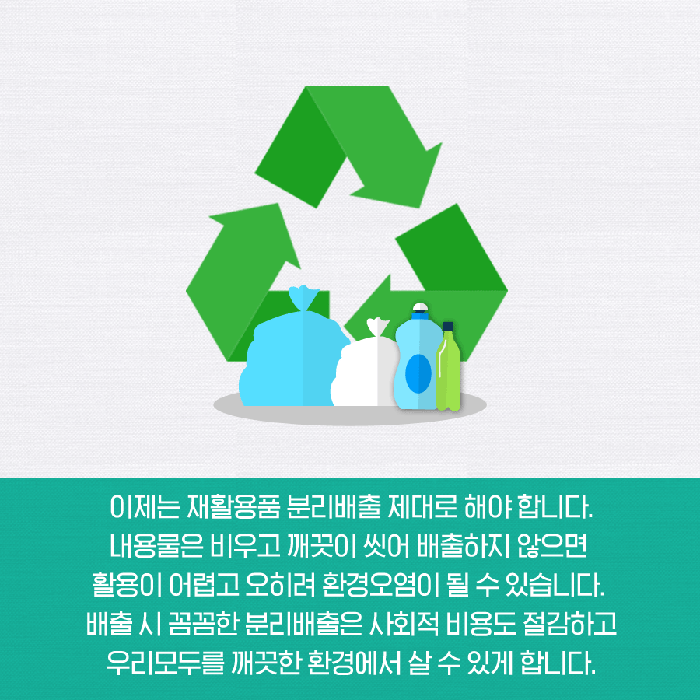 이제는 재활용품 분리배출 제대로 해야 합니다.
내용물은 비우고 깨끗이 씻어 배출하지 않으면
활용이 어렵고 오히려 환경오염이 될 수 있습니다.
배출 시 꼼꼼한 분리배출은 사회적 비용도 절감하고
우리모두를 깨끗한 환경에서 살 수 있게 합니다.